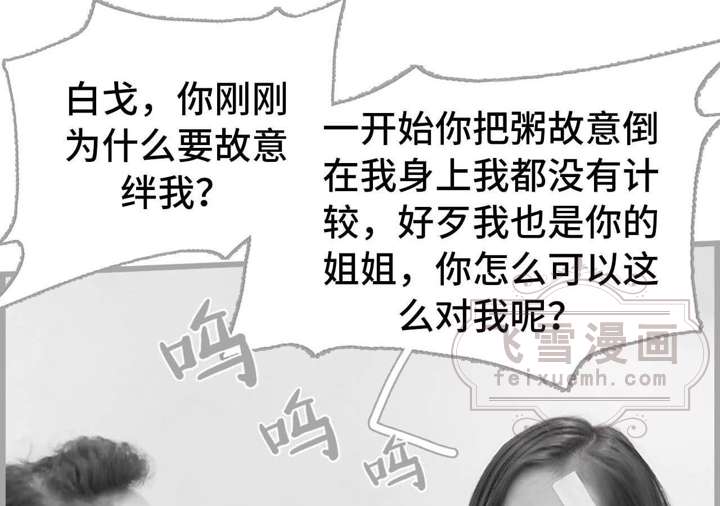 白戈，你刚刚
为什么要故意
绊我？
一开始你把粥故意倒
在我身上我都没有计
较，好歹我也是你的
姐姐，你怎么可以这
么对我呢？
呜
呜
呜
飞雪漫画
feixuemh.com